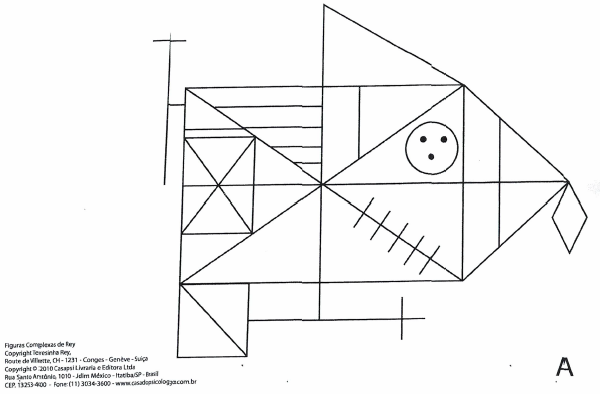 Figuras Complexas de Rey
Copyright Teresinha Rey,
Route de Villette, CH - 1231 - Conges - Genève - Suíça
Copyright © 2010 Casapsi Livraria e Editora Ltda
Rua Santo Antônio, 1010 - Jdim México - Itatiba/SP - Brasil
CEP. 13253-400 - Fone: (11) 3034-3600 - www.casadopsicologo.com.br
A